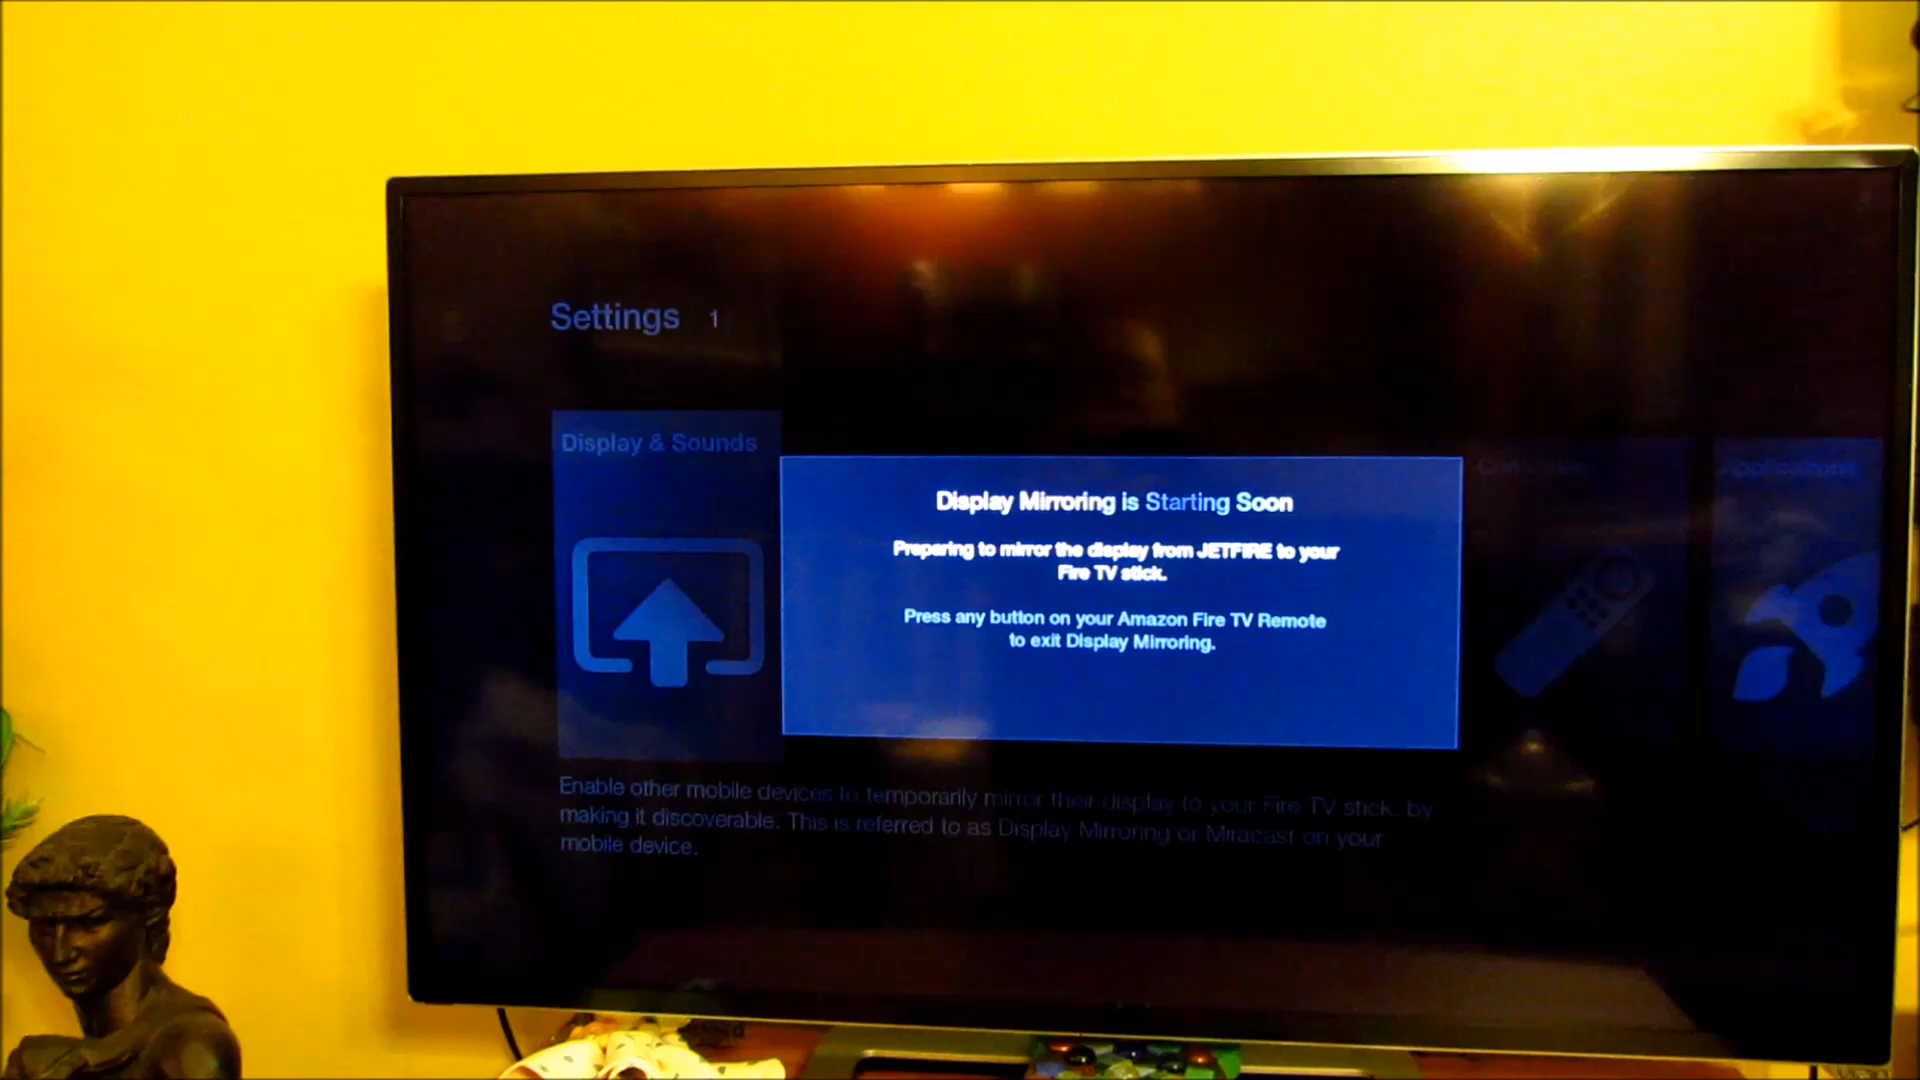 Settings 1
Display & Sounds
Controllers
Applications
Display Mirroring is Starting Soon
Preparing to mirror the display from JETFIRE to your
Fire TV stick.
Press any button on your Amazon Fire TV Remote
to exit Display Mirroring.
Enable other mobile devices to temporarily mirror their display to your Fire TV stick, by
making it discoverable. This is referred to as Display Mirroring or Miracast on your
mobile device.